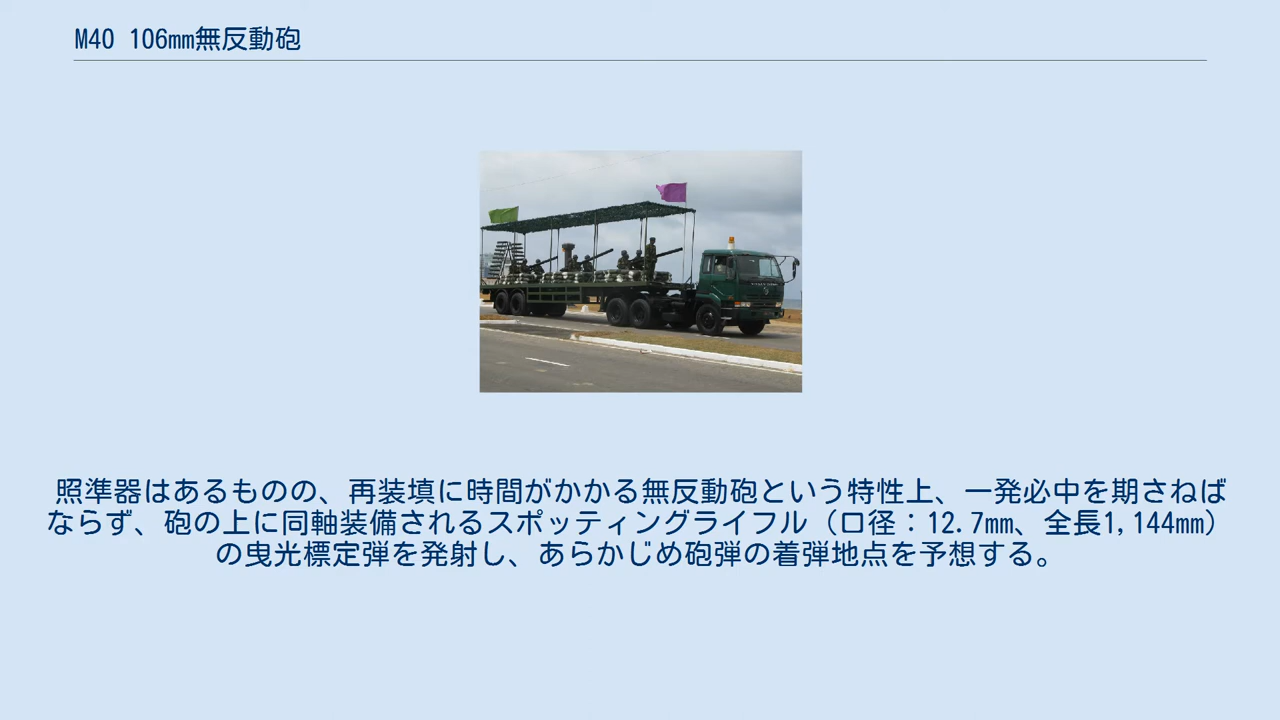 M40 106mm無反動砲
照準器はあるものの、再装填に時間がかかる無反動砲という特性上、一発必中を期さねば
ならず、砲の上に同軸装備されるスポッティングライフル（口径：12.7mm、全長1,144mm）
の曳光標定弾を発射し、あらかじめ砲弾の着弾地点を予想する。